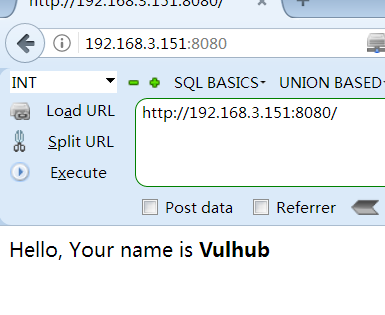 http://192.168.3.151:8080/
192.168.3.151:8080
INT SQL BASICS UNION BASED
Load URL http://192.168.3.151:8080/
Split URL
Execute
Post data Referrer
Hello, Your name is Vulhub